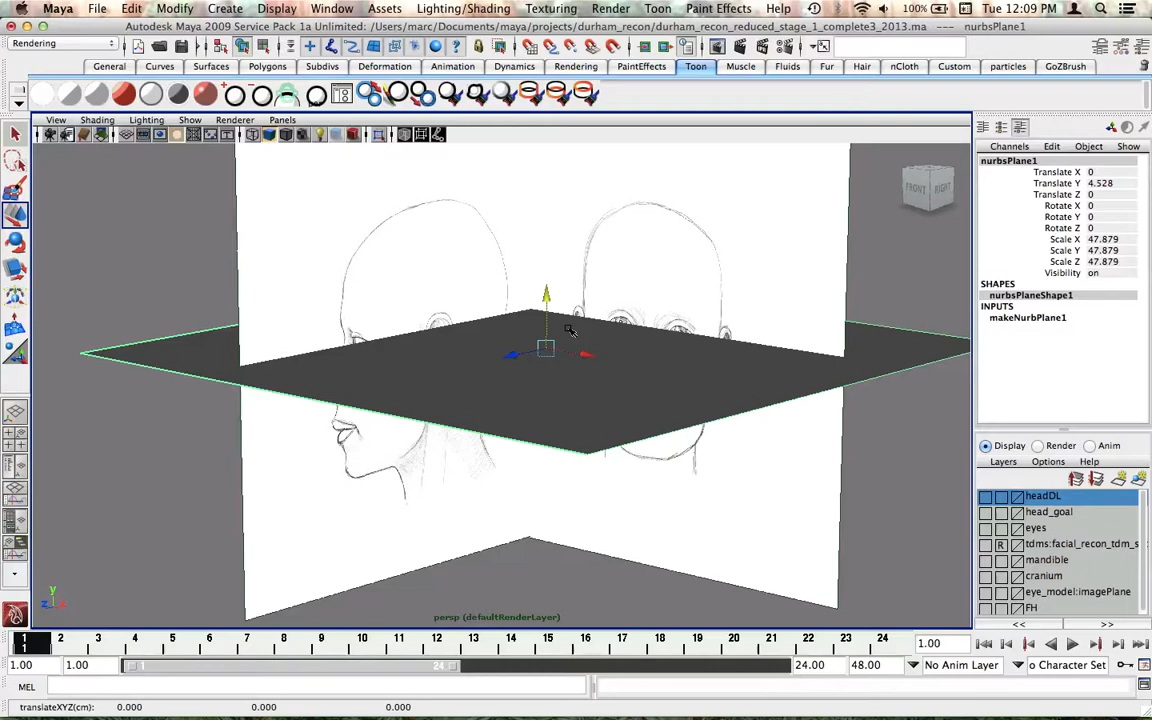 Maya File Edit Modify Create Display Window Assets Lighting/Shading Render Toon Paint Effects Help 100% Tue 12:09 PM
Autodesk Maya 2009 Service Pack 1a Unlimited: /Users/marc/Documents/maya/projects/durham_recon/durham_recon_reduced_stage_1_complete3_2013.ma --- nurbsPlane1
Rendering
General Curves Surfaces Polygons Subdivs Deformation Animation Dynamics Rendering PaintEffects Toon Muscle Fluids Fur Hair nCloth Custom particles GoZBrush
View Shading Lighting Show Renderer Panels
Channels Edit Object Show
nurbsPlane1
Translate X 0
Translate Y 4.528
Translate Z 0
Rotate X 0
Rotate Y 0
Rotate Z 0
Scale X 47.879
Scale Y 47.879
Scale Z 47.879
Visibility on
SHAPES
nurbsPlaneShape1
INPUTS
makeNurbPlane1
FRONT RIGHT
Display Render Anim
Layers Options Help
headDL
head_goal
eyes
R tdms:facial_recon_tdm_s
mandible
cranium
eye_model:imagePlane
FH
<< >>
y
z x
persp (defaultRenderLayer)
1 2 3 4 5 6 7 8 9 10 11 12 13 14 15 16 17 18 19 20 21 22 23 24 1.00
1
1.00 1.00 1 24 24.00 48.00 No Anim Layer o Character Set
MEL
translateXYZ(cm): 0.000 0.000 0.000